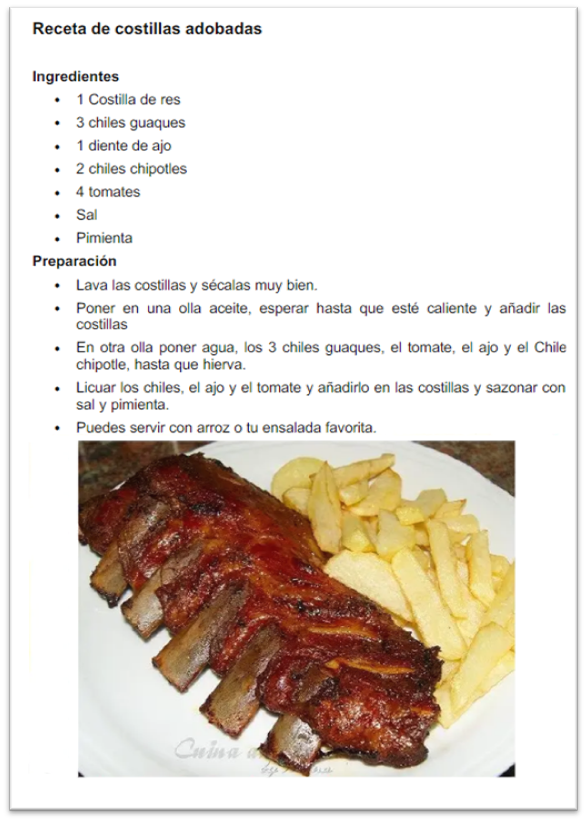 Receta de costillas adobadas
Ingredientes
• 1 Costilla de res
• 3 chiles guaques
• 1 diente de ajo
• 2 chiles chipotles
• 4 tomates
• Sal
• Pimienta
Preparación
• Lava las costillas y sécalas muy bien.
• Poner en una olla aceite, esperar hasta que esté caliente y añadir las
costillas
• En otra olla poner agua, los 3 chiles guaques, el tomate, el ajo y el Chile
chipotle, hasta que hierva.
• Licuar los chiles, el ajo y el tomate y añadirlo en las costillas y sazonar con
sal y pimienta.
• Puedes servir con arroz o tu ensalada favorita.